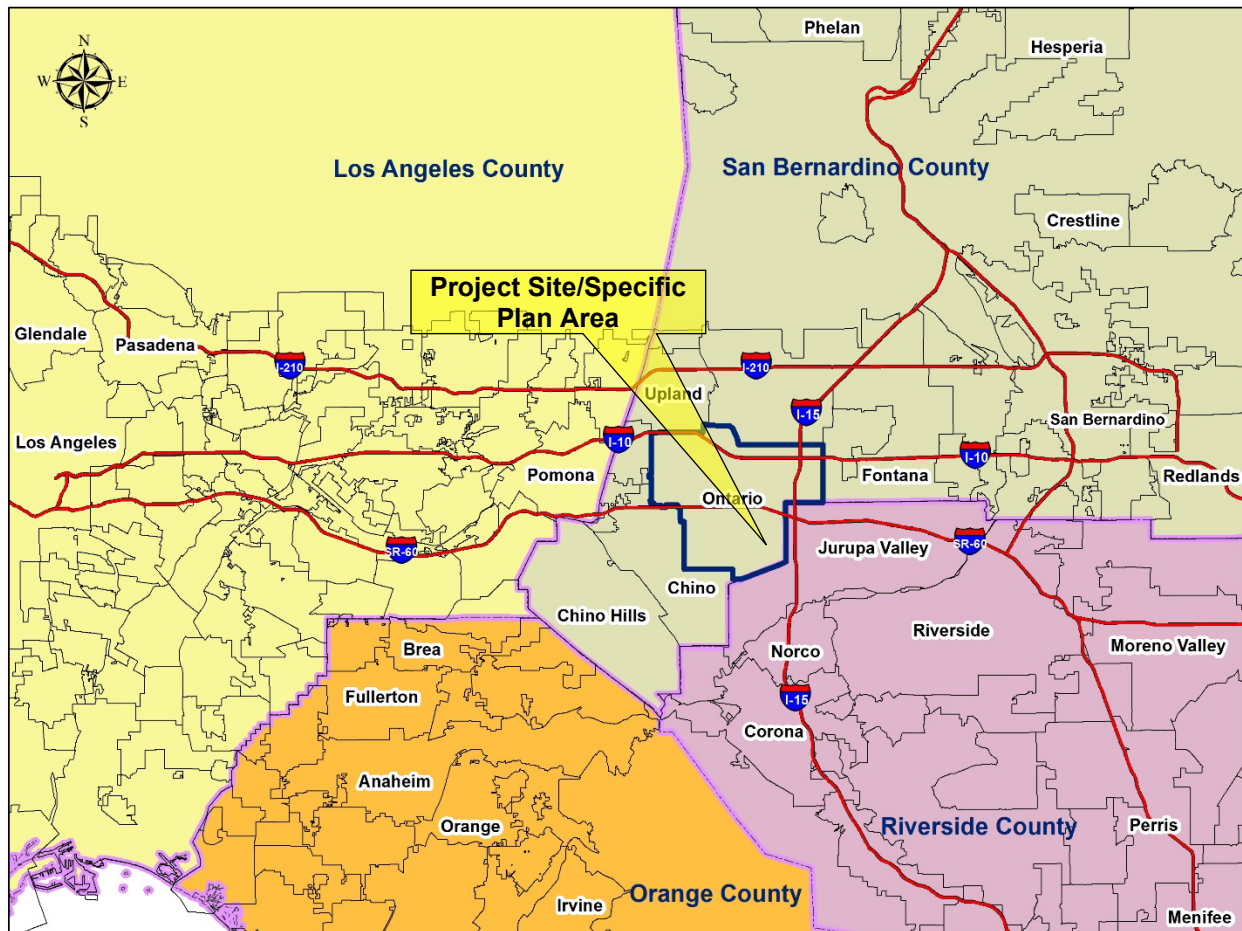 Phelan
Hesperia
N
W
E
S
Los Angeles County
San Bernardino County
Crestline
Project Site/Specific
Plan Area
Glendale
Pasadena
I-210
I-210
Upland
I-15
San Bernardino
Los Angeles
I-10
Pomona
Fontana
I-10
Redlands
Ontario
SR-60
Jurupa Valley
SR-60
Chino
Chino Hills
Riverside
Moreno Valley
Brea
Norco
Fullerton
I-15
Corona
Anaheim
Orange
Riverside County
Perris
Irvine
Orange County
Menifee